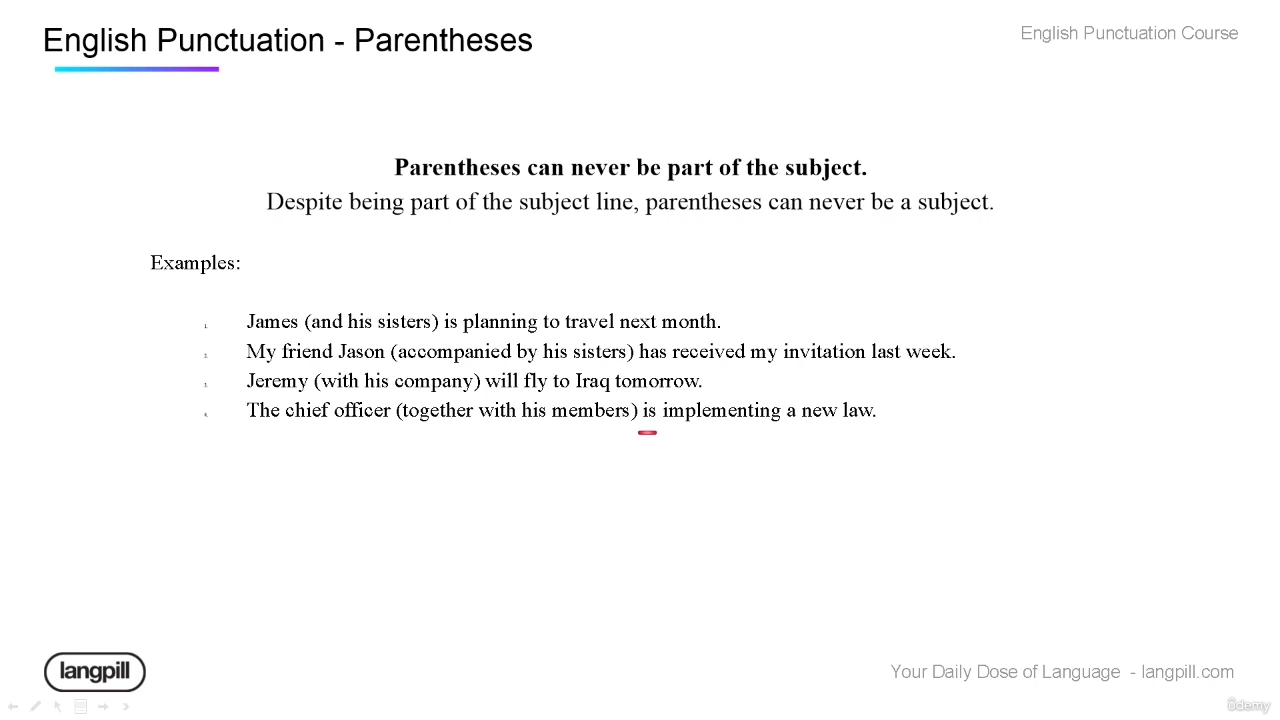 English Punctuation - Parentheses
English Punctuation Course
Parentheses can never be part of the subject.
Despite being part of the subject line, parentheses can never be a subject.
Examples:
1. James (and his sisters) is planning to travel next month.
2. My friend Jason (accompanied by his sisters) has received my invitation last week.
3. Jeremy (with his company) will fly to Iraq tomorrow.
4. The chief officer (together with his members) is implementing a new law.
langpill
Your Daily Dose of Language - langpill.com
ûdemy